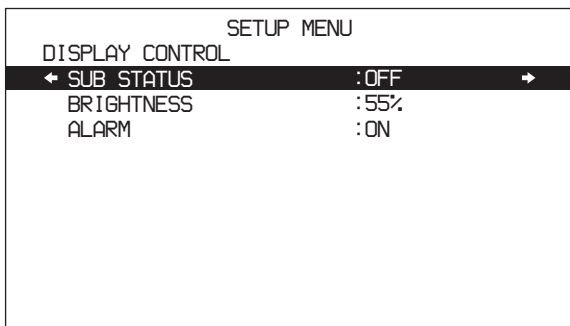 SETUP MENU
DISPLAY CONTROL
← SUB STATUS :OFF →
BRIGHTNESS :55%
ALARM :ON